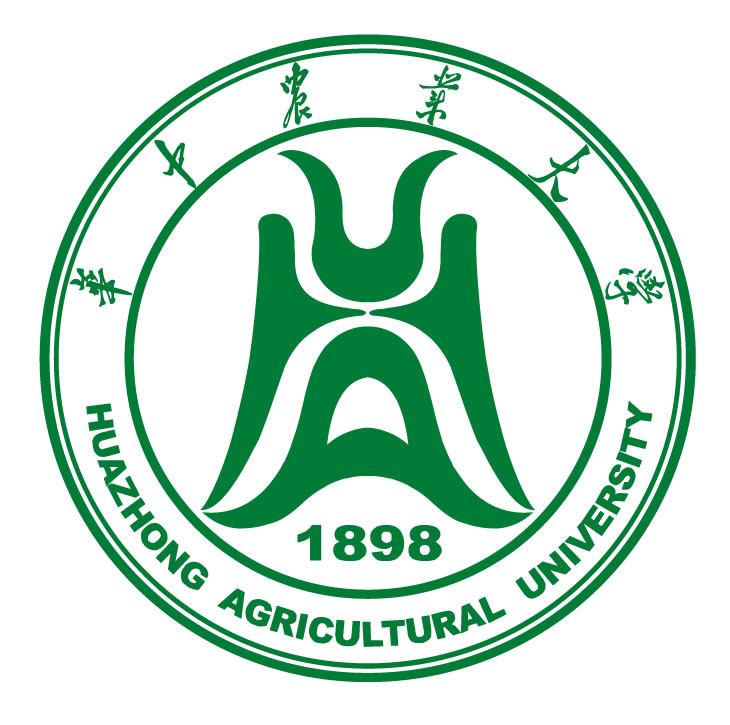 華中農業大學
1898
HUAZHONG AGRICULTURAL UNIVERSITY